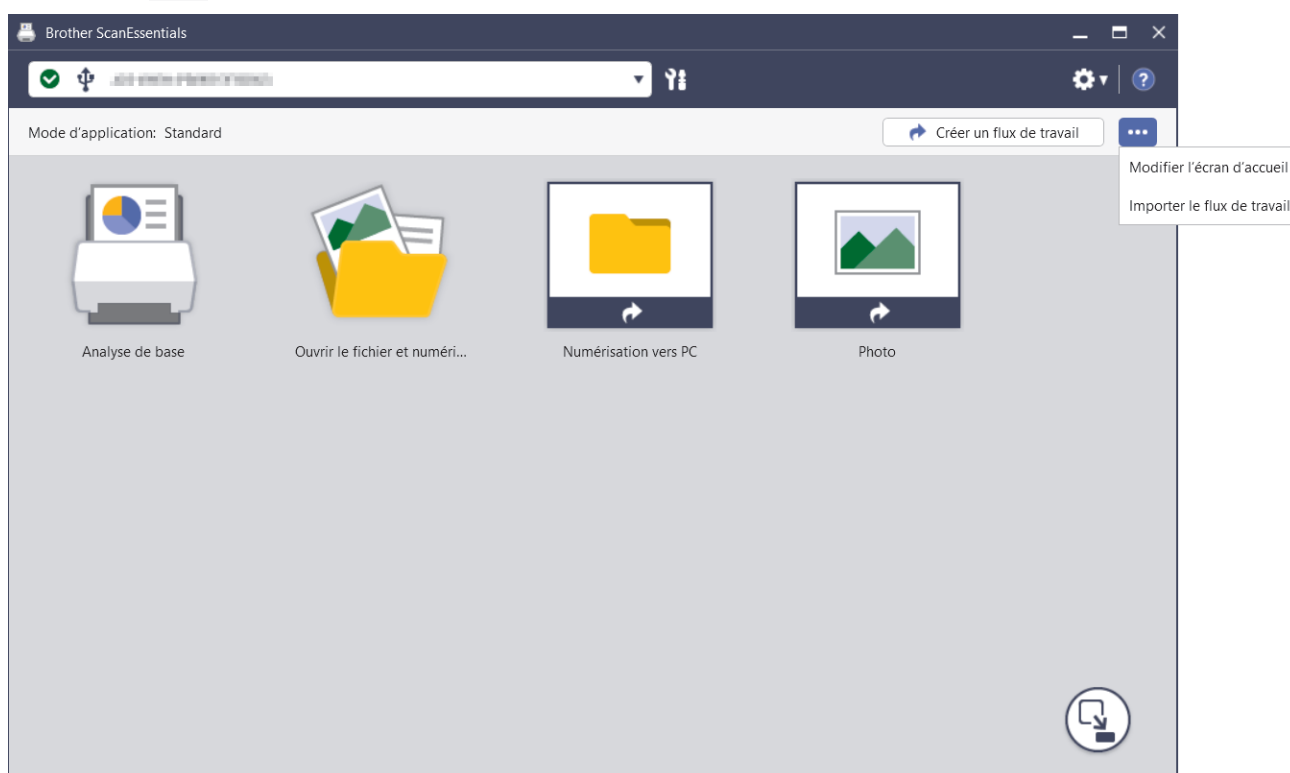 Brother ScanEssentials
Mode d'application: Standard
Créer un flux de travail
Modifier l'écran d'accueil
Importer le flux de travail
Analyse de base
Ouvrir le fichier et numéri...
Numérisation vers PC
Photo